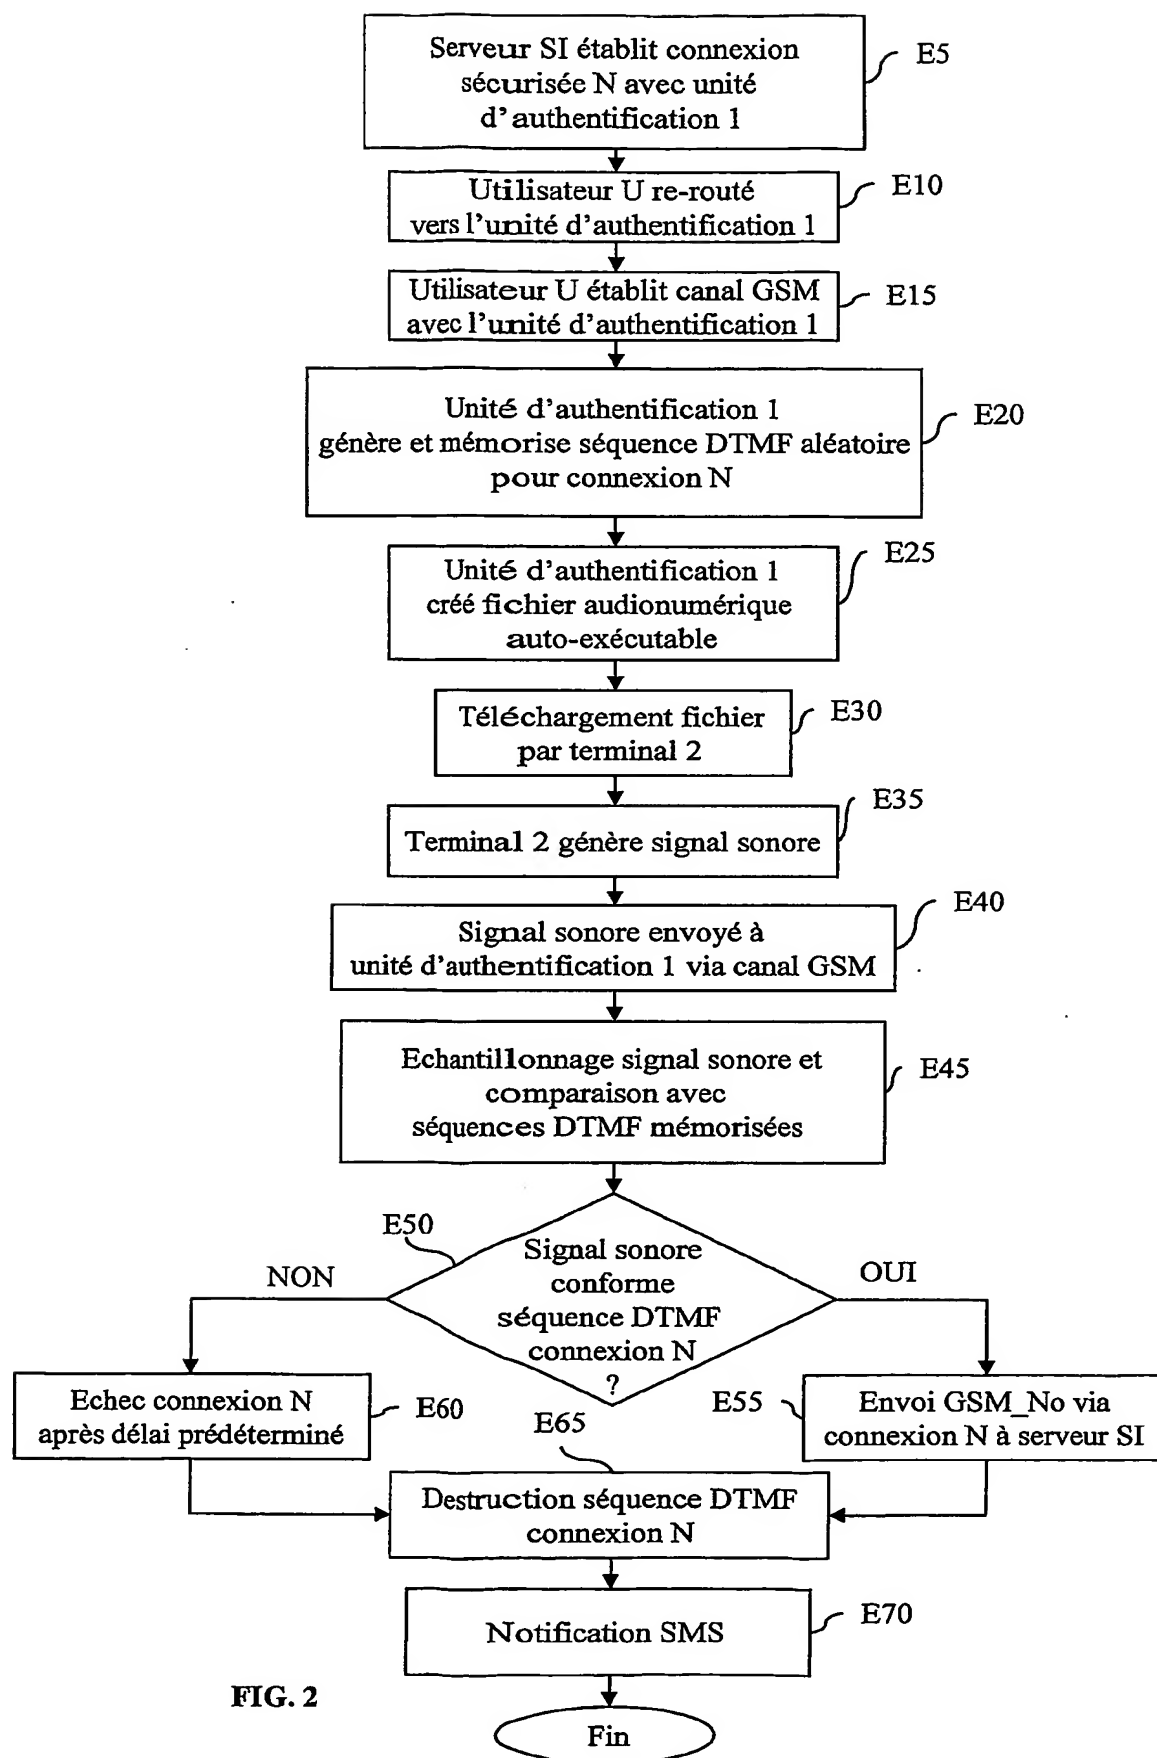 Serveur SI établit connexion
sécurisée N avec unité
d'authentification 1
E5
Utilisateur U re-routé
vers l'unité d'authentification 1
E10
Utilisateur U établit canal GSM
avec l'unité d'authentification 1
E15
Unité d'authentification 1
génère et mémorise séquence DTMF aléatoire
pour connexion N
E20
Unité d'authentification 1
créé fichier audionumérique
auto-exécutable
E25
Téléchargement fichier
par terminal 2
E30
Terminal 2 génère signal sonore
E35
Signal sonore envoyé à
unité d'authentification 1 via canal GSM
E40
Echantillonnage signal sonore et
comparaison avec
séquences DTMF mémorisées
E45
E50
Signal sonore
conforme
séquence DTMF
connexion N
?
NON
OUI
Echec connexion N
après délai prédéterminé
E60
E55
Envoi GSM_No via
connexion N à serveur SI
E65
Destruction séquence DTMF
connexion N
Notification SMS
E70
FIG. 2
Fin